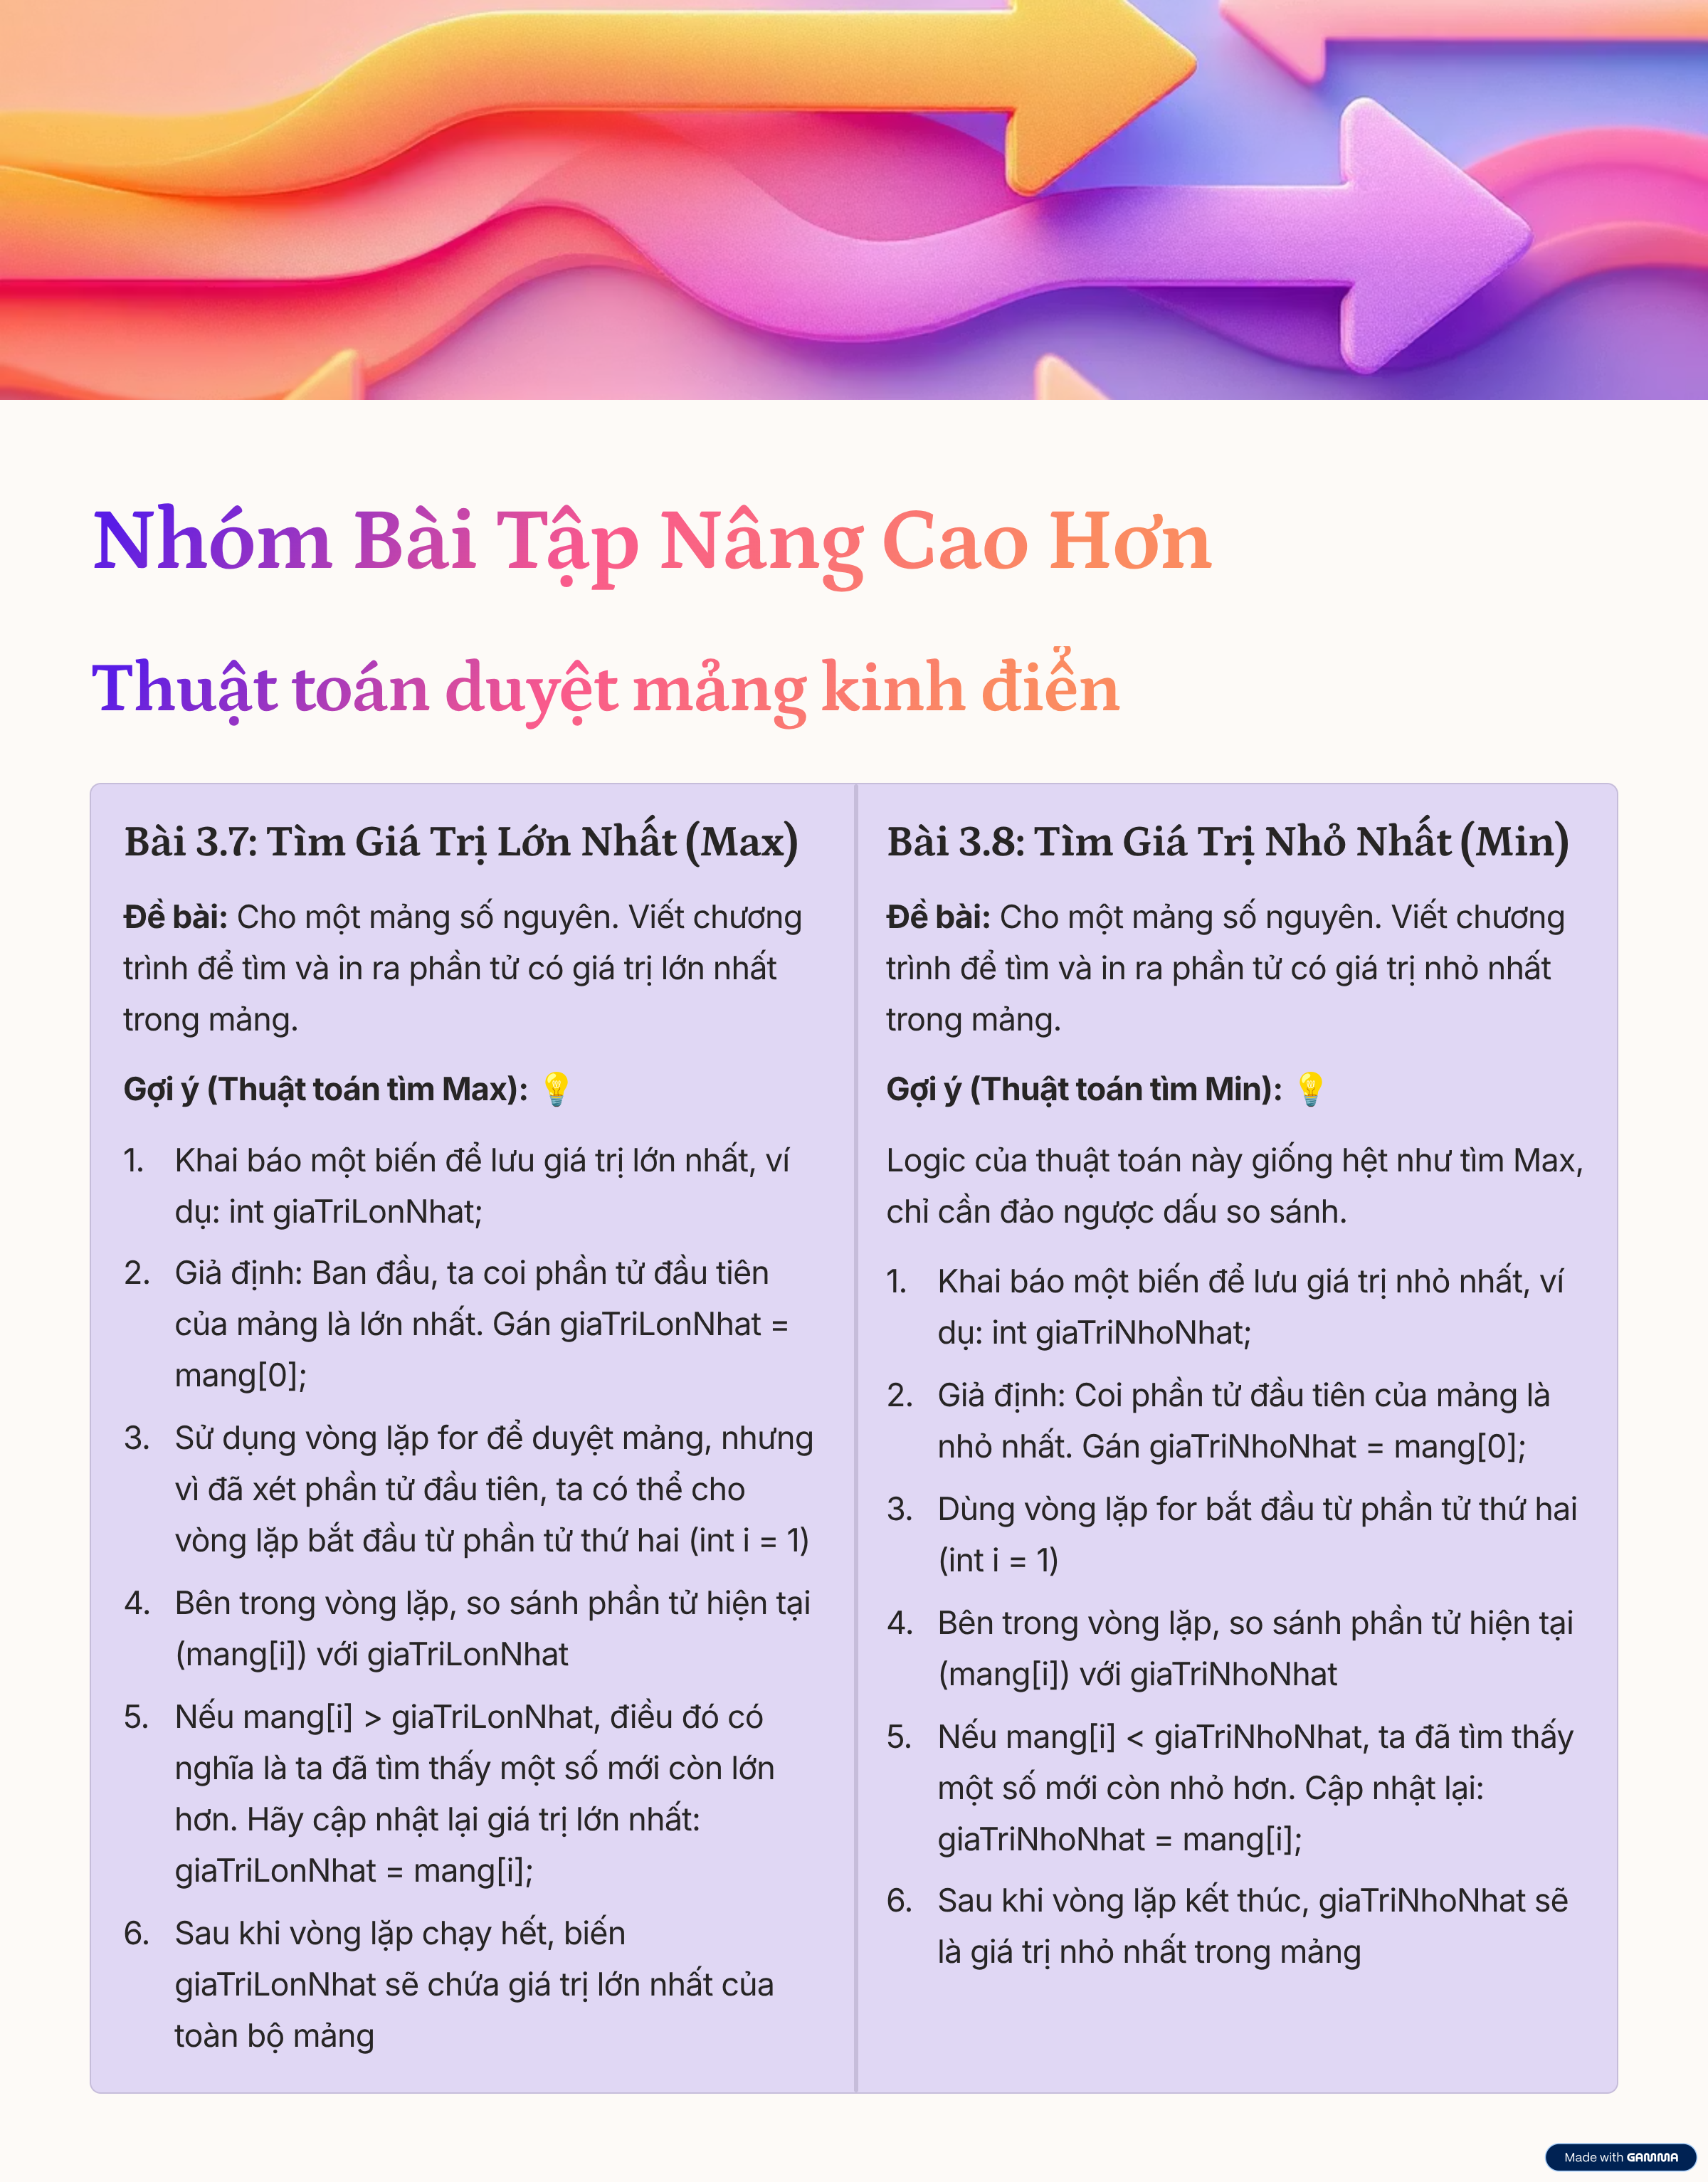 Nhóm Bài Tập Nâng Cao Hơn
Thuật toán duyệt mảng kinh điển
Bài 3.7: Tìm Giá Trị Lớn Nhất (Max)
Đề bài: Cho một mảng số nguyên. Viết chương
trình để tìm và in ra phần tử có giá trị lớn nhất
trong mảng.
Gợi ý (Thuật toán tìm Max): 💡
1. Khai báo một biến để lưu giá trị lớn nhất, ví
dụ: int giaTriLonNhat;
2. Giả định: Ban đầu, ta coi phần tử đầu tiên
của mảng là lớn nhất. Gán giaTriLonNhat =
mang[0];
3. Sử dụng vòng lặp for để duyệt mảng, nhưng
vì đã xét phần tử đầu tiên, ta có thể cho
vòng lặp bắt đầu từ phần tử thứ hai (int i = 1)
4. Bên trong vòng lặp, so sánh phần tử hiện tại
(mang[i]) với giaTriLonNhat
5. Nếu mang[i] > giaTriLonNhat, điều đó có
nghĩa là ta đã tìm thấy một số mới còn lớn
hơn. Hãy cập nhật lại giá trị lớn nhất:
giaTriLonNhat = mang[i];
6. Sau khi vòng lặp chạy hết, biến
giaTriLonNhat sẽ chứa giá trị lớn nhất của
toàn bộ mảng
Bài 3.8: Tìm Giá Trị Nhỏ Nhất (Min)
Đề bài: Cho một mảng số nguyên. Viết chương
trình để tìm và in ra phần tử có giá trị nhỏ nhất
trong mảng.
Gợi ý (Thuật toán tìm Min): 💡
Logic của thuật toán này giống hệt như tìm Max,
chỉ cần đảo ngược dấu so sánh.
1. Khai báo một biến để lưu giá trị nhỏ nhất, ví
dụ: int giaTriNhoNhat;
2. Giả định: Coi phần tử đầu tiên của mảng là
nhỏ nhất. Gán giaTriNhoNhat = mang[0];
3. Dùng vòng lặp for bắt đầu từ phần tử thứ hai
(int i = 1)
4. Bên trong vòng lặp, so sánh phần tử hiện tại
(mang[i]) với giaTriNhoNhat
5. Nếu mang[i] < giaTriNhoNhat, ta đã tìm thấy
một số mới còn nhỏ hơn. Cập nhật lại:
giaTriNhoNhat = mang[i];
6. Sau khi vòng lặp kết thúc, giaTriNhoNhat sẽ
là giá trị nhỏ nhất trong mảng
Made with GAMMA